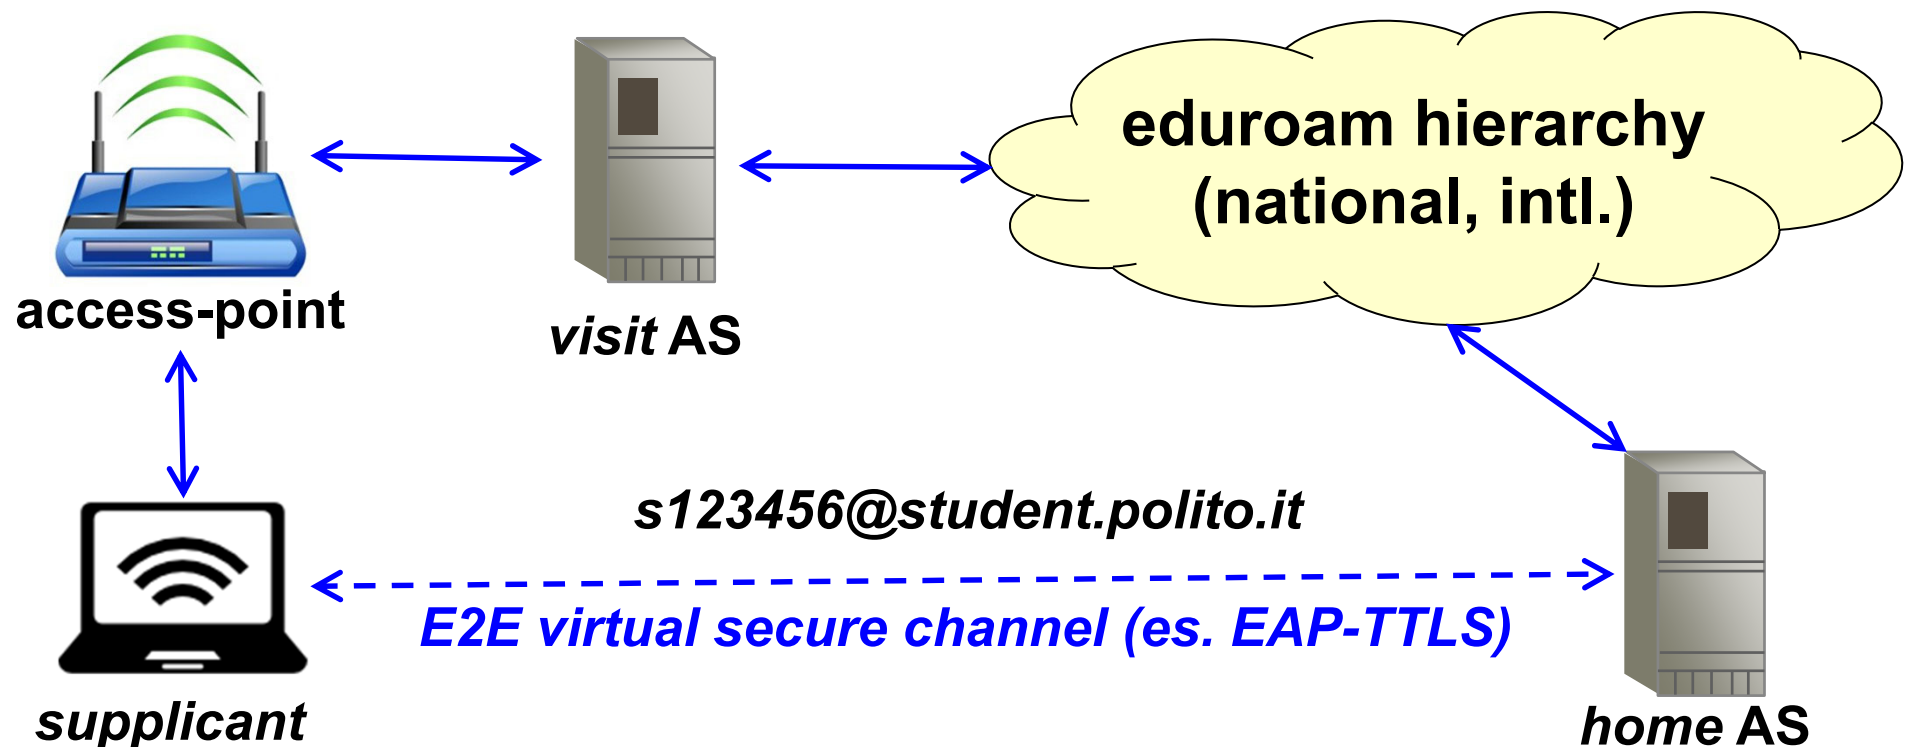 eduroam hierarchy
(national, intl.)
access-point
visit AS
s123456@student.polito.it
E2E virtual secure channel (es. EAP-TTLS)
supplicant
home AS